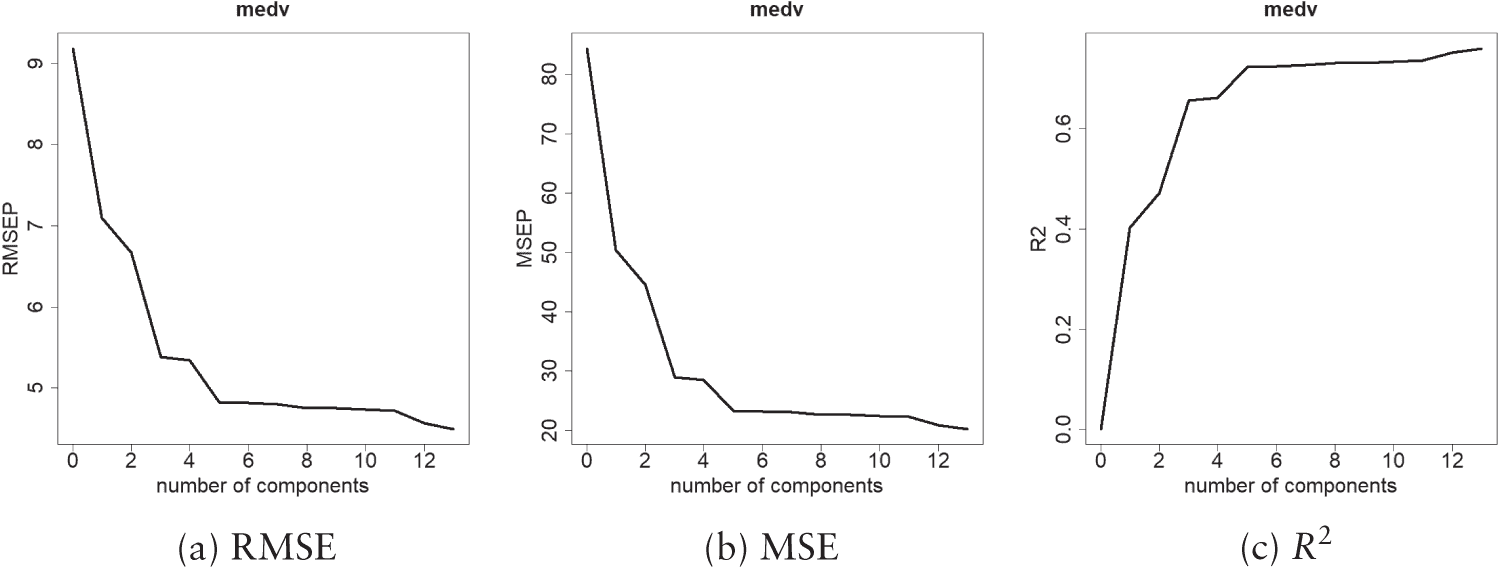 medv
RMSEP
9
8
7
6
5
0 2 4 6 8 10 12
number of components
(a) RMSE
medv
MSEP
80
70
60
50
40
30
20
0 2 4 6 8 10 12
number of components
(b) MSE
medv
R2
0.6
0.4
0.2
0.0
0 2 4 6 8 10 12
number of components
(c) R²